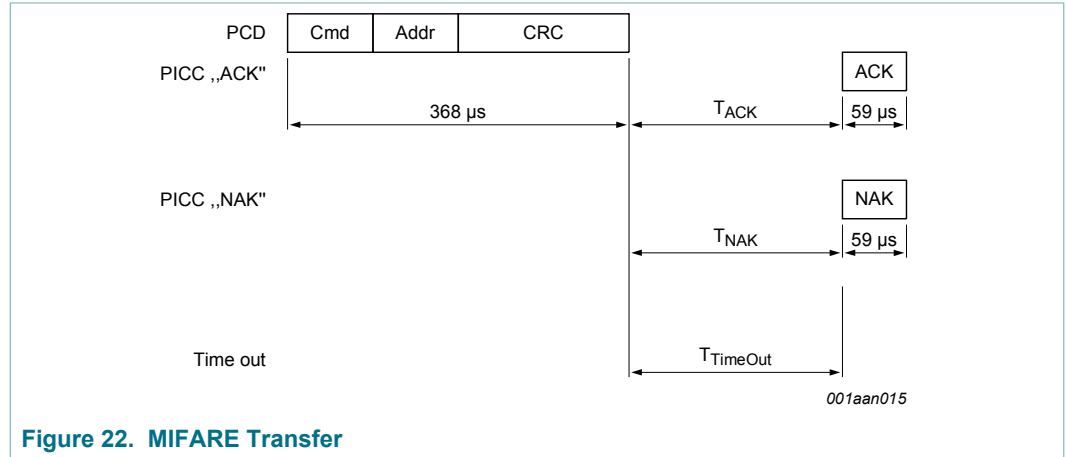 PCD Cmd Addr CRC
PICC ,,ACK" ACK
368 µs TACK 59 µs
PICC ,,NAK" NAK
TNAK 59 µs
Time out TTimeOut
001aan015
Figure 22. MIFARE Transfer